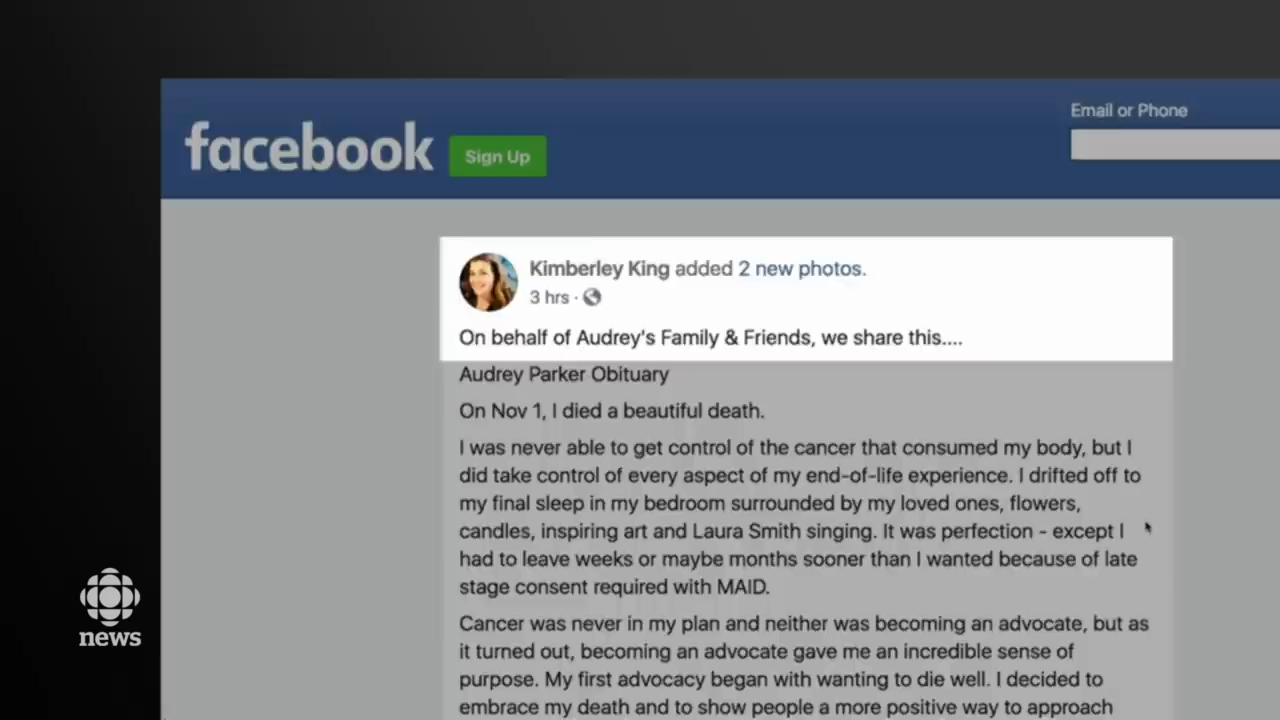 facebook
Sign Up
Email or Phone
Kimberley King added 2 new photos.
3 hrs ·
On behalf of Audrey's Family & Friends, we share this....
Audrey Parker Obituary
On Nov 1, I died a beautiful death.
I was never able to get control of the cancer that consumed my body, but I
did take control of every aspect of my end-of-life experience. I drifted off to
my final sleep in my bedroom surrounded by my loved ones, flowers,
candles, inspiring art and Laura Smith singing. It was perfection - except I
had to leave weeks or maybe months sooner than I wanted because of late
stage consent required with MAID.
Cancer was never in my plan and neither was becoming an advocate, but as
it turned out, becoming an advocate gave me an incredible sense of
purpose. My first advocacy began with wanting to die well. I decided to
embrace my death and to show people a more positive way to approach
news